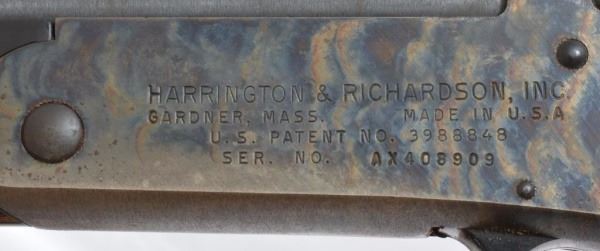 HARRINGTON & RICHARDSON, INC.
GARDNER, MASS. MADE IN U.S.A
U.S. PATENT NO. 3988848
SER. NO. AX408909